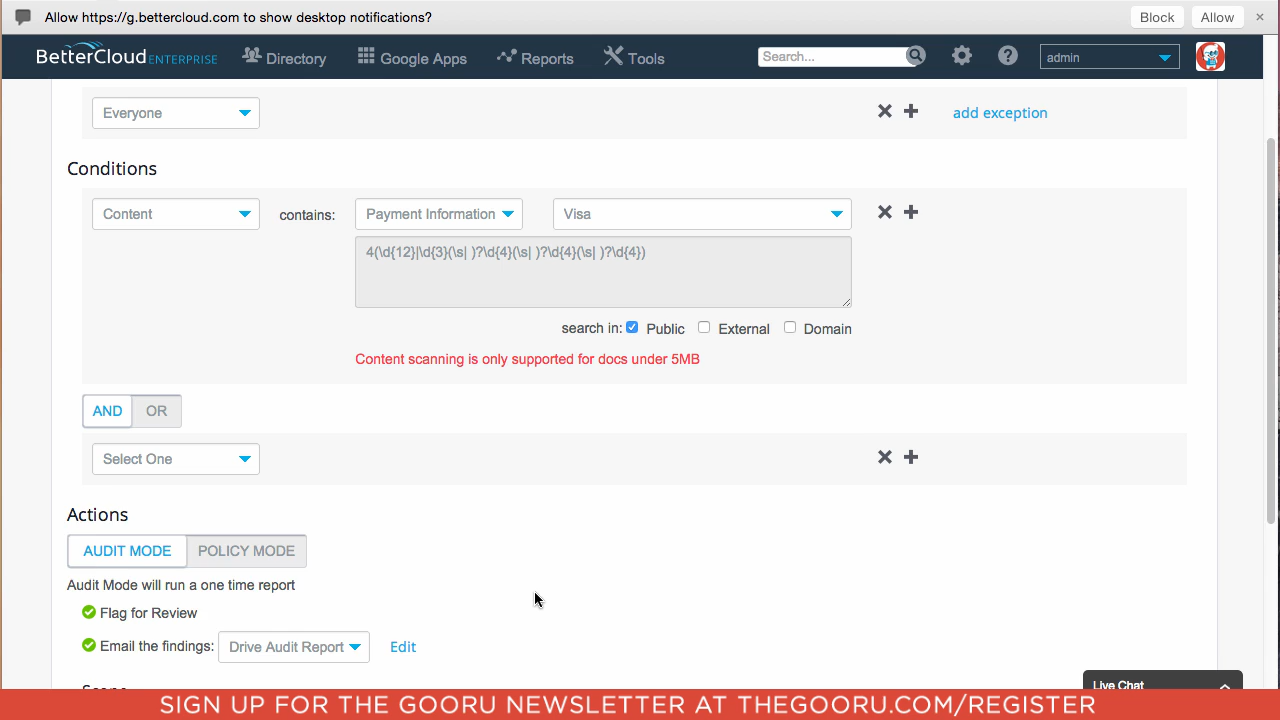 Allow https://g.bettercloud.com to show desktop notifications? Block Allow
BetterCloud ENTERPRISE Directory Google Apps Reports Tools Search... admin
Everyone add exception
Conditions
Content contains: Payment Information Visa
4(\d{12}|\d{3}(\s| )?\d{4}(\s| )?\d{4}(\s| )?\d{4})
search in: Public External Domain
Content scanning is only supported for docs under 5MB
AND OR
Select One
Actions
AUDIT MODE POLICY MODE
Audit Mode will run a one time report
Flag for Review
Email the findings: Drive Audit Report Edit
Live Chat
SIGN UP FOR THE GOORU NEWSLETTER AT THEGOORU.COM/REGISTER